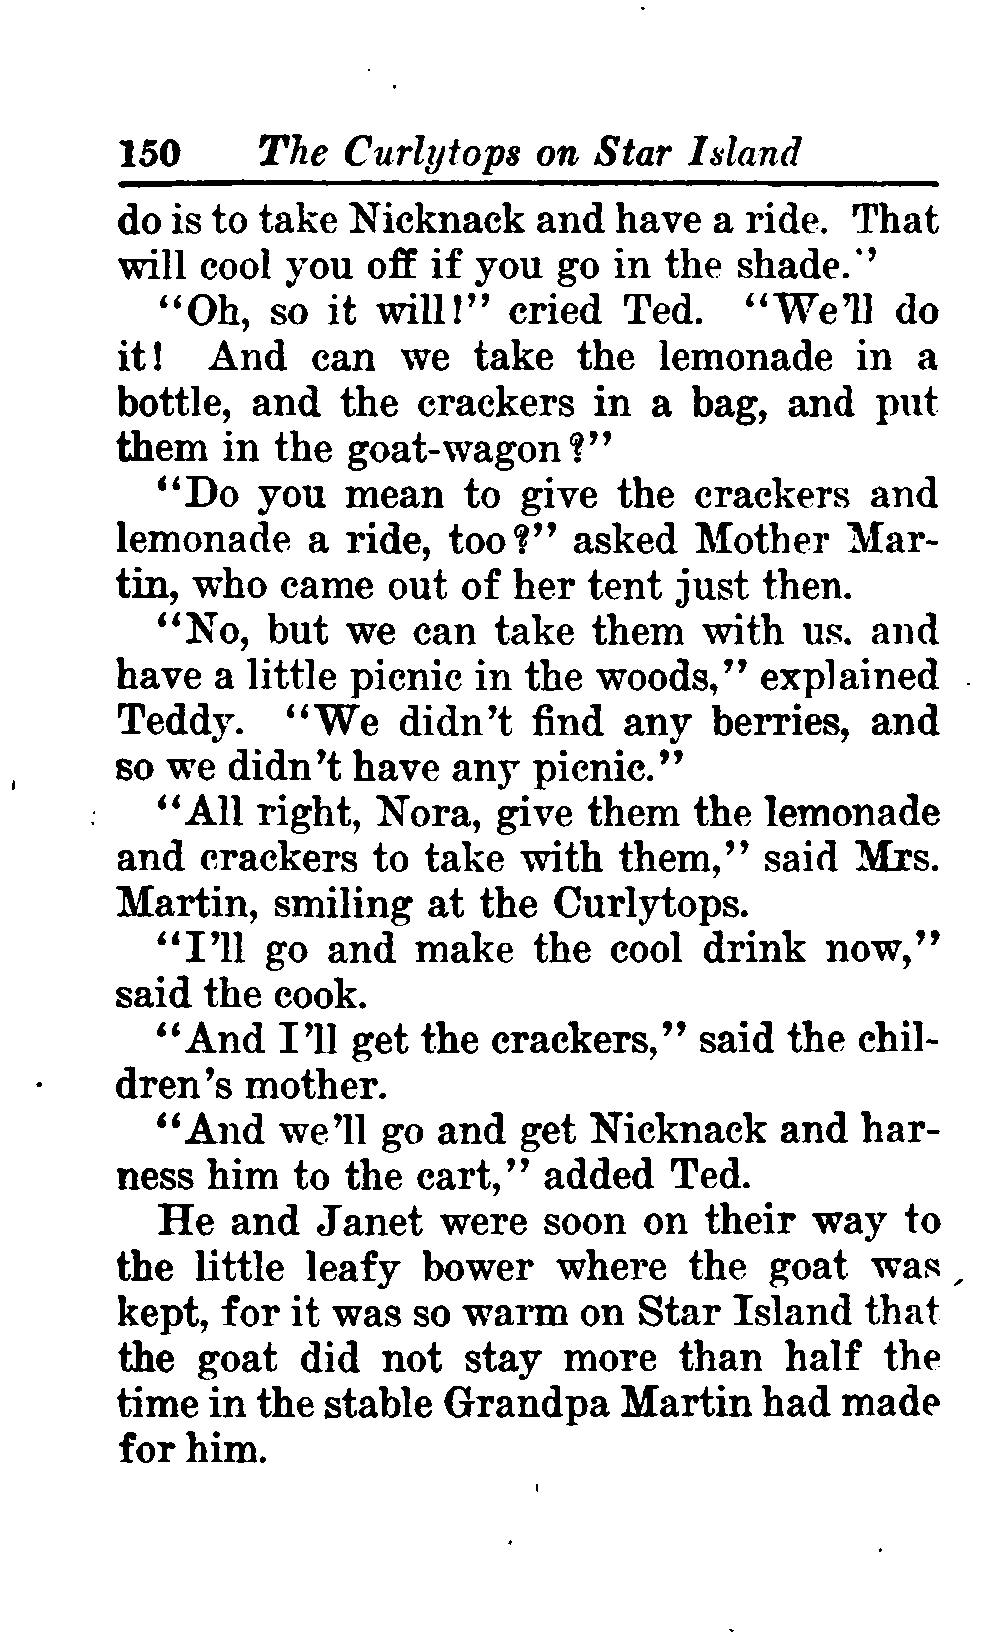 150 The Curlytops on Star Island
do is to take Nicknack and have a ride. That
will cool you off if you go in the shade."
"Oh, so it will!" cried Ted. "We'll do
it! And can we take the lemonade in a
bottle, and the crackers in a bag, and put
them in the goat-wagon?"
"Do you mean to give the crackers and
lemonade a ride, too?" asked Mother Mar-
tin, who came out of her tent just then.
"No, but we can take them with us. and
have a little picnic in the woods," explained
Teddy. "We didn't find any berries, and
so we didn't have any picnic."
"All right, Nora, give them the lemonade
and crackers to take with them," said Mrs.
Martin, smiling at the Curlytops.
"I'll go and make the cool drink now,"
said the cook.
"And I'll get the crackers," said the chil-
dren's mother.
"And we'll go and get Nicknack and har-
ness him to the cart," added Ted.
He and Janet were soon on their way to
the little leafy bower where the goat was
kept, for it was so warm on Star Island that
the goat did not stay more than half the
time in the stable Grandpa Martin had made
for him.